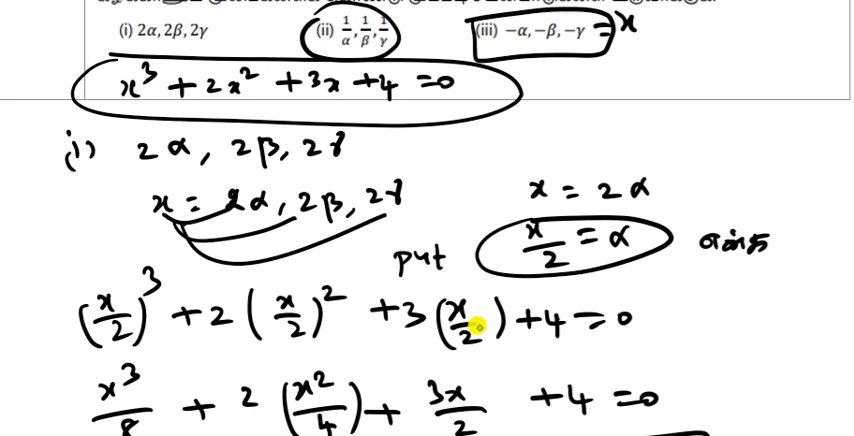 (i) 2α, 2β, 2γ (ii) 1/α, 1/β, 1/γ (iii) −α, −β, −γ = x
x³ + 2x² + 3x + 4 = 0
(i) 2α, 2β, 2γ
x = 2α, 2β, 2γ x = 2α
put x/2 = α
(x/2)³ + 2(x/2)² + 3(x/2) + 4 = 0
x³/8 + 2(x²/4) + 3x/2 + 4 = 0